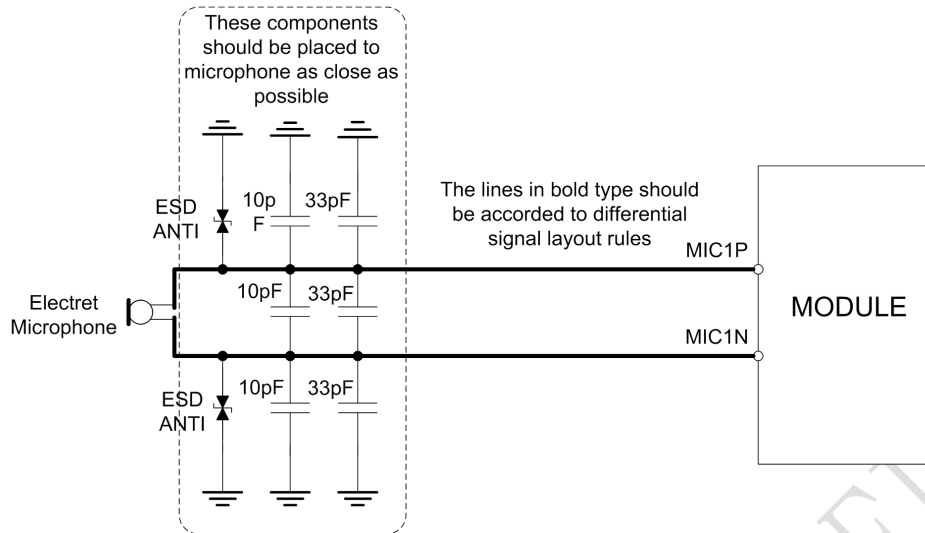 These components
should be placed to
microphone as close as
possible
ESD
ANTI
10p
F
33pF
The lines in bold type should
be accorded to differential
signal layout rules
MIC1P
Electret
Microphone
10pF
33pF
MODULE
MIC1N
ESD
ANTI
10pF
33pF